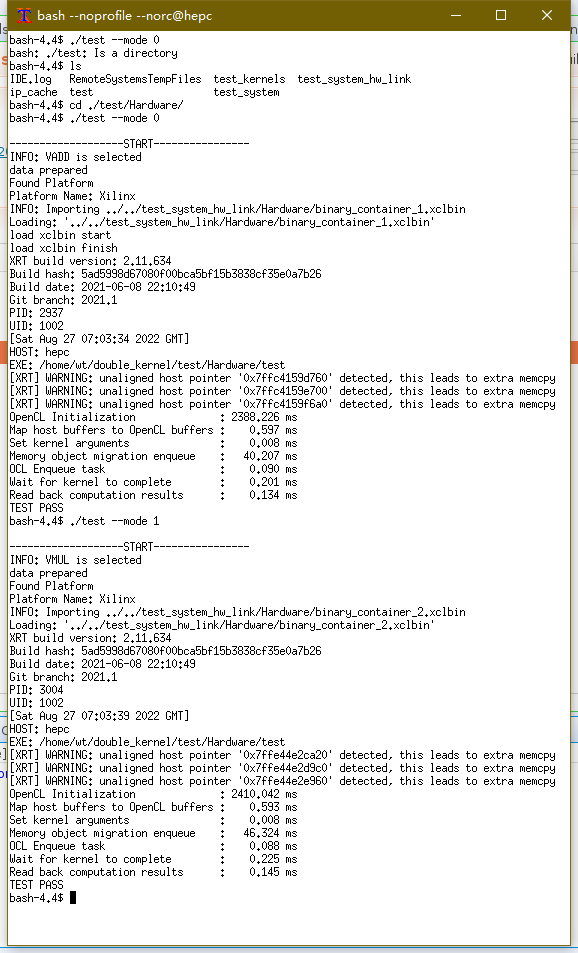 bash --noprofile --norc@hepc
bash-4.4$ ./test --mode 0
bash: ./test: Is a directory
bash-4.4$ ls
IDE.log   RemoteSystemsTempFiles  test_kernels  test_system_hw_link
ip_cache  test                    test_system
bash-4.4$ cd ./test/Hardware/
bash-4.4$ ./test --mode 0
-------------------START----------------
INFO: VADD is selected
data prepared
Found Platform
Platform Name: Xilinx
INFO: Importing ../../test_system_hw_link/Hardware/binary_container_1.xclbin
Loading: '../../test_system_hw_link/Hardware/binary_container_1.xclbin'
load xclbin start
load xclbin finish
XRT build version: 2.11.634
Build hash: 5ad5998d67080f00bca5bf15b3838cf35e0a7b26
Build date: 2021-06-08 22:10:49
Git branch: 2021.1
PID: 2937
UID: 1002
[Sat Aug 27 07:03:34 2022 GMT]
HOST: hepc
EXE: /home/wt/double_kernel/test/Hardware/test
[XRT] WARNING: unaligned host pointer '0x7ffc4159d760' detected, this leads to extra memcpy
[XRT] WARNING: unaligned host pointer '0x7ffc4159e700' detected, this leads to extra memcpy
[XRT] WARNING: unaligned host pointer '0x7ffc4159f6a0' detected, this leads to extra memcpy
OpenCL Initialization              : 2388.226 ms
Map host buffers to OpenCL buffers :    0.597 ms
Set kernel arguments               :    0.008 ms
Memory object migration enqueue    :   40.207 ms
OCL Enqueue task                   :    0.090 ms
Wait for kernel to complete        :    0.201 ms
Read back computation results      :    0.134 ms
TEST PASS
bash-4.4$ ./test --mode 1
-------------------START----------------
INFO: VMUL is selected
data prepared
Found Platform
Platform Name: Xilinx
INFO: Importing ../../test_system_hw_link/Hardware/binary_container_2.xclbin
Loading: '../../test_system_hw_link/Hardware/binary_container_2.xclbin'
XRT build version: 2.11.634
Build hash: 5ad5998d67080f00bca5bf15b3838cf35e0a7b26
Build date: 2021-06-08 22:10:49
Git branch: 2021.1
PID: 3004
UID: 1002
[Sat Aug 27 07:03:39 2022 GMT]
HOST: hepc
EXE: /home/wt/double_kernel/test/Hardware/test
[XRT] WARNING: unaligned host pointer '0x7ffe44e2ca20' detected, this leads to extra memcpy
[XRT] WARNING: unaligned host pointer '0x7ffe44e2d9c0' detected, this leads to extra memcpy
[XRT] WARNING: unaligned host pointer '0x7ffe44e2e960' detected, this leads to extra memcpy
OpenCL Initialization              : 2410.042 ms
Map host buffers to OpenCL buffers :    0.593 ms
Set kernel arguments               :    0.008 ms
Memory object migration enqueue    :   46.324 ms
OCL Enqueue task                   :    0.088 ms
Wait for kernel to complete        :    0.225 ms
Read back computation results      :    0.145 ms
TEST PASS
bash-4.4$